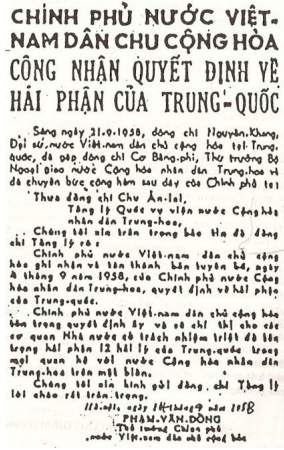 CHÍNH PHỦ NƯỚC VIỆT-
NAM DÂN CHU CỘNG HÒA
CÔNG NHẬN QUYẾT ĐỊNH VỀ
HẢI PHẬN CỦA TRUNG-QUỐC
Sáng ngày 21.9.1958, đồng chí Nguyễn-Khang,
Đại sứ nước Việt-nam dân chủ cộng hòa tại Trung-
quốc, đã gặp đồng chí Cơ Bằng-phi, Thứ trưởng Bộ
Ngoại giao nước Cộng hòa nhân dân Trung-hoa và
đã chuyển bức công hàm sau đây của Chính phủ ta:
Thưa đồng chí Chu Ân-lai,
Tổng lý Quốc vụ viện nước Cộng hòa
nhân dân Trung-hoa,
Chúng tôi xin trân trọng báo tin để đồng
chí Tổng lý rõ:
Chính phủ nước Việt-nam dân chủ cộng
hòa ghi nhận và tán thành bản tuyên bố, ngày
4 tháng 9 năm 1958, của Chính phủ nước Cộng
hòa nhân dân Trung-hoa, quyết định về hải phận
của Trung-quốc.
Chính phủ nước Việt-nam dân chủ cộng hòa
tôn trọng quyết định ấy và sẽ chỉ thị cho các
cơ quan Nhà nước có trách nhiệm triệt để tôn
trọng hải phận 12 hải lý của Trung-quốc trong
mọi quan hệ với nước Cộng hòa nhân dân
Trung-hoa trên mặt biển.
Chúng tôi xin kính gửi đồng chí Tổng lý
lời chào rất trân trọng.
Hà-nội, ngày 14 tháng 9 năm 1958
PHẠM-VĂN-ĐỒNG
Thủ tướng Chính phủ
nước Việt-nam dân chủ cộng hòa